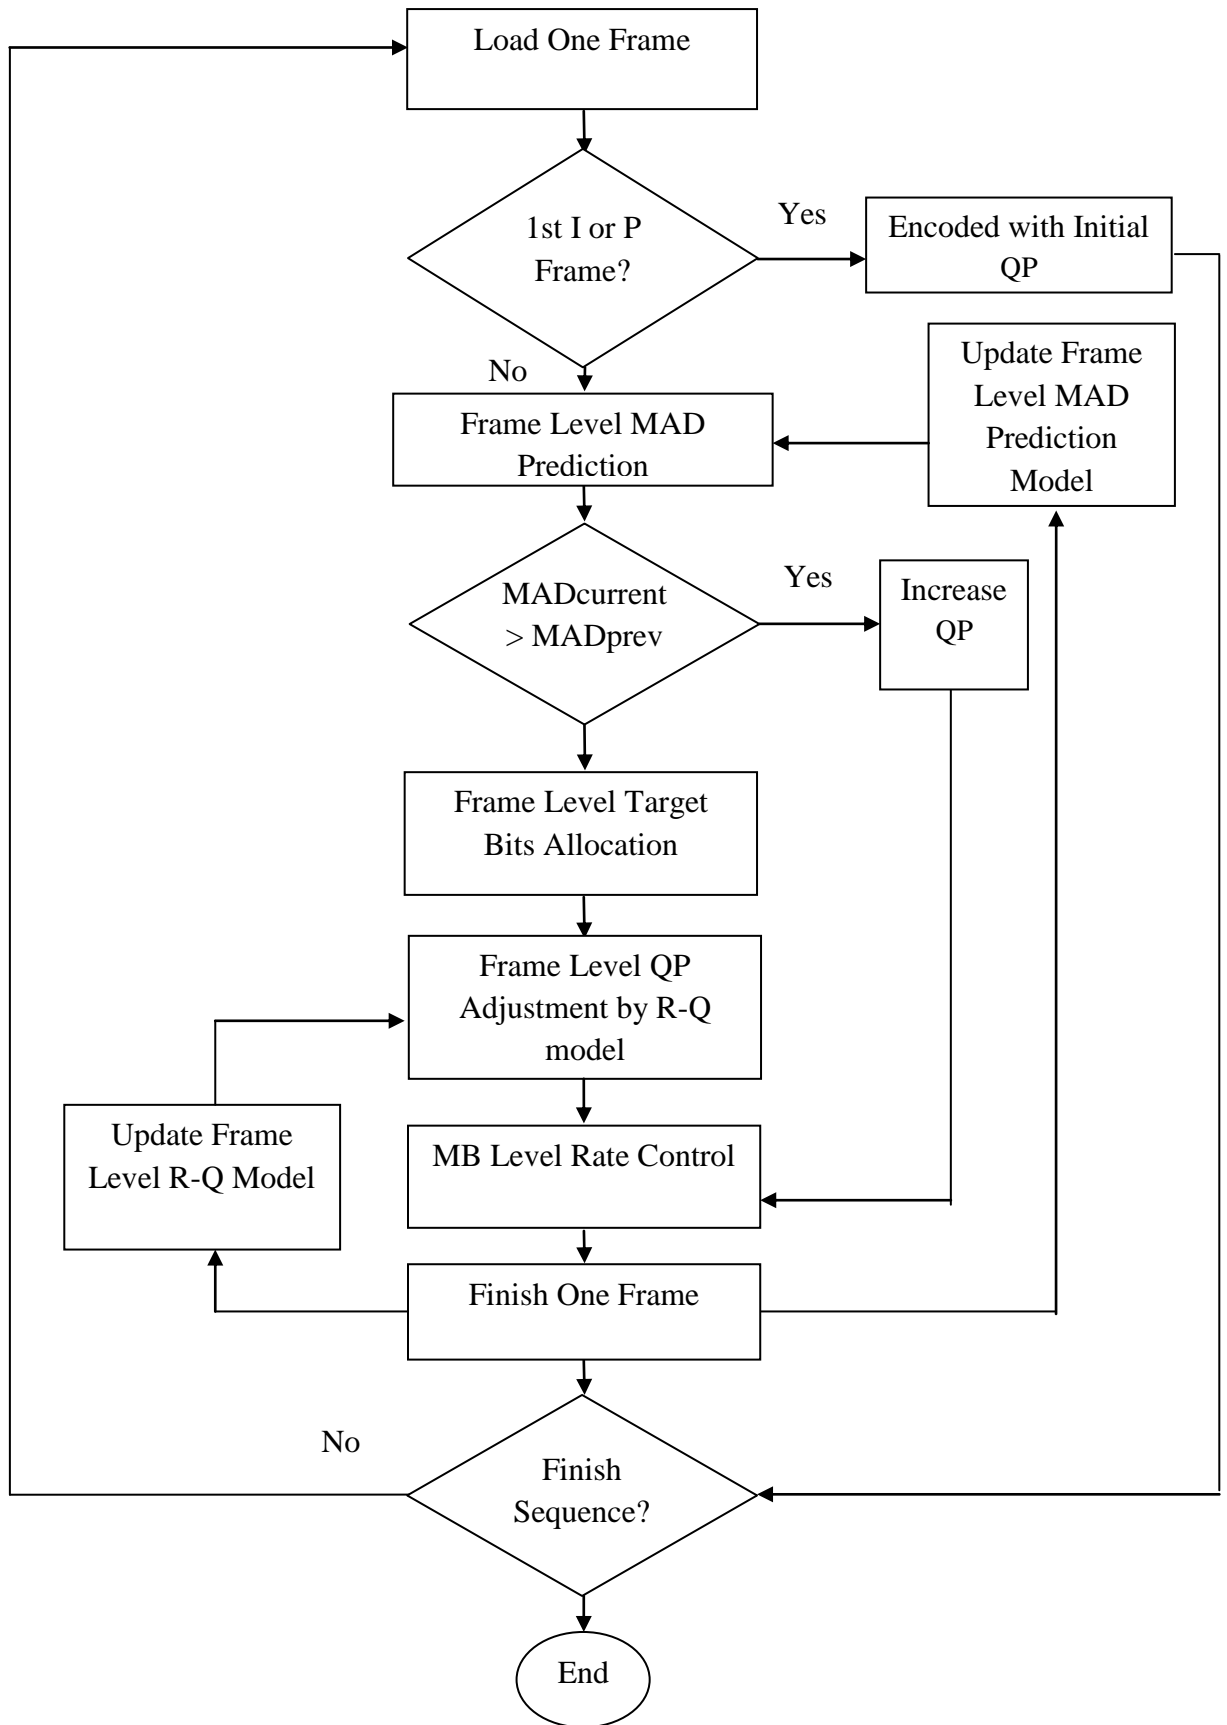 Load One Frame
1st I or P
Frame?
Yes
Encoded with Initial
QP
No
Update Frame
Level MAD
Prediction
Model
Frame Level MAD
Prediction
MADcurrent
> MADprev
Yes
Increase
QP
Frame Level Target
Bits Allocation
Frame Level QP
Adjustment by R-Q
model
Update Frame
Level R-Q Model
MB Level Rate Control
Finish One Frame
No
Finish
Sequence?
End